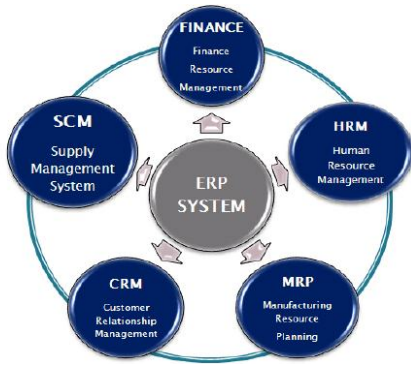 FINANCE
Finance
Resource
Management
SCM
Supply
Management
System
HRM
Human
Resource
Management
ERP
SYSTEM
CRM
Customer
Relationship
Management
MRP
Manufacturing
Resource
Planning